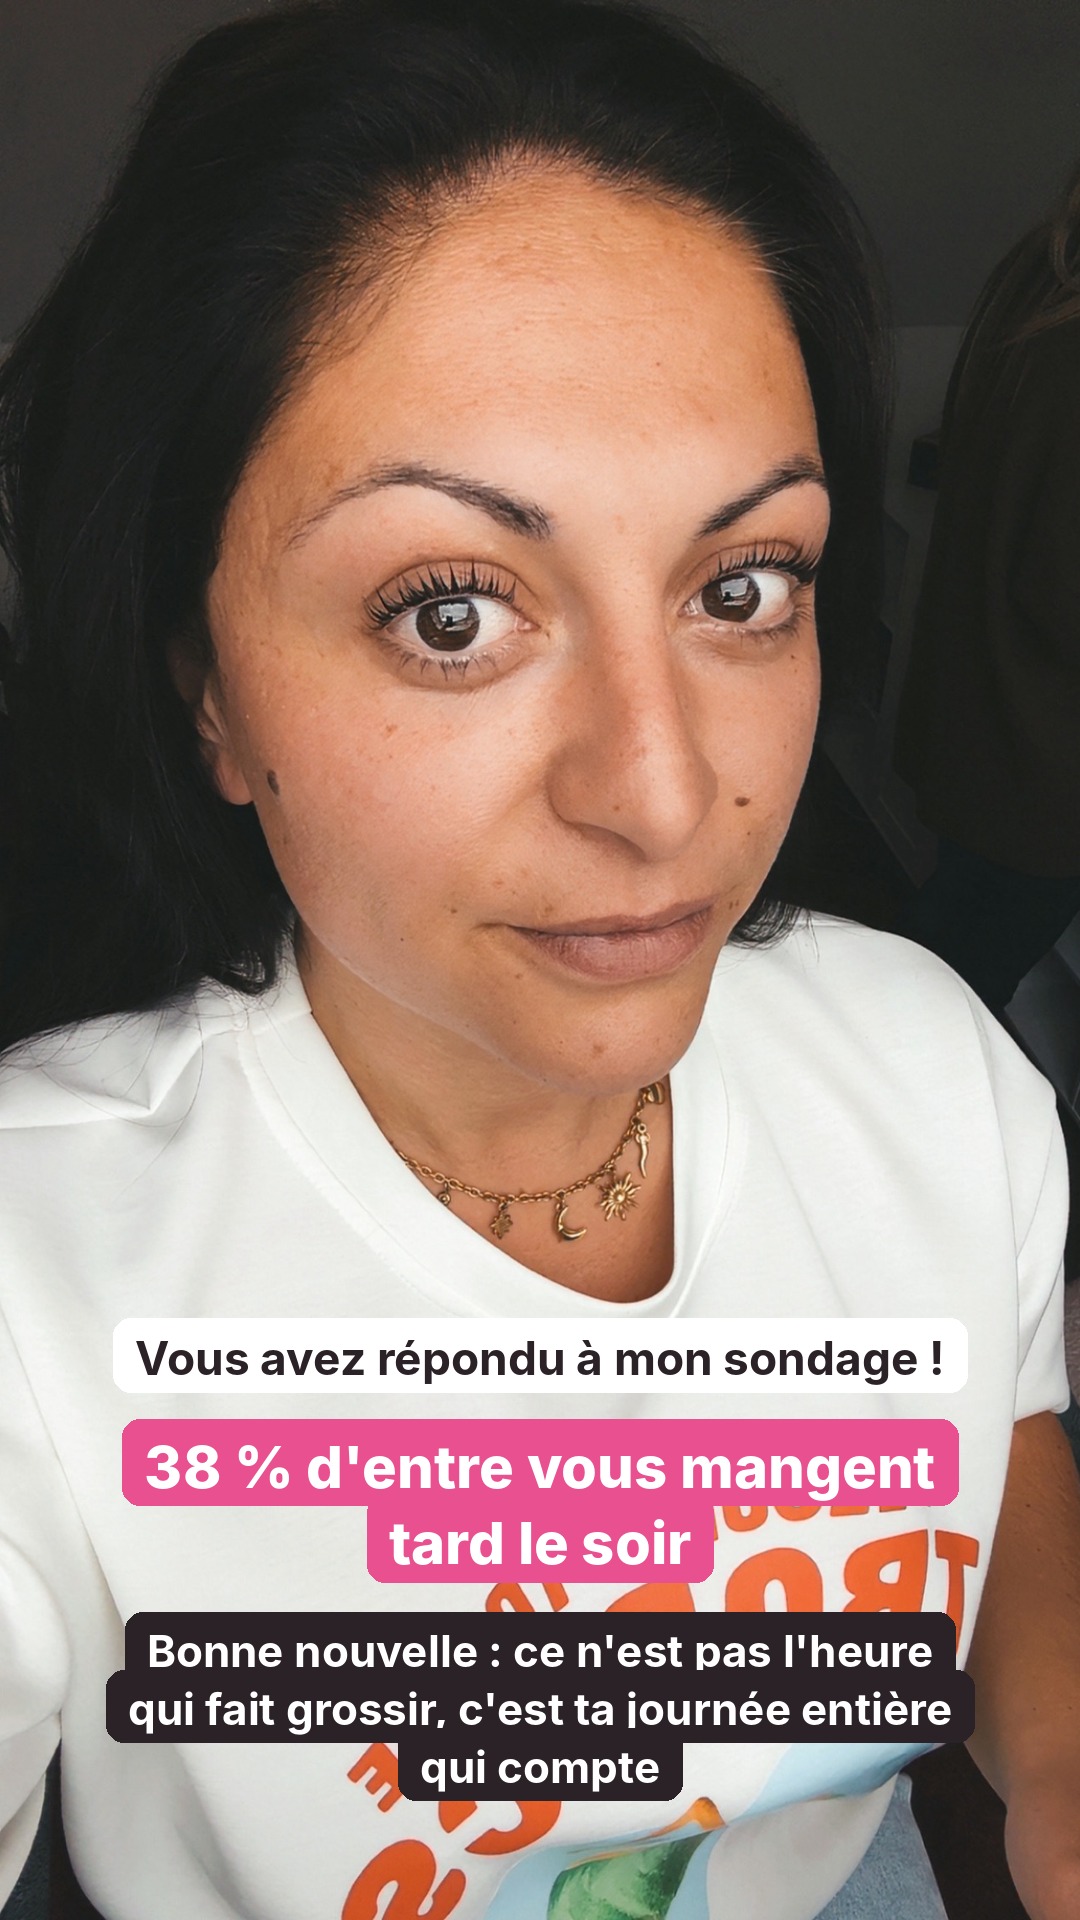 Vous avez répondu à mon sondage !
38 % d'entre vous mangent
tard le soir
Bonne nouvelle : ce n'est pas l'heure
qui fait grossir, c'est ta journée entière
qui compte